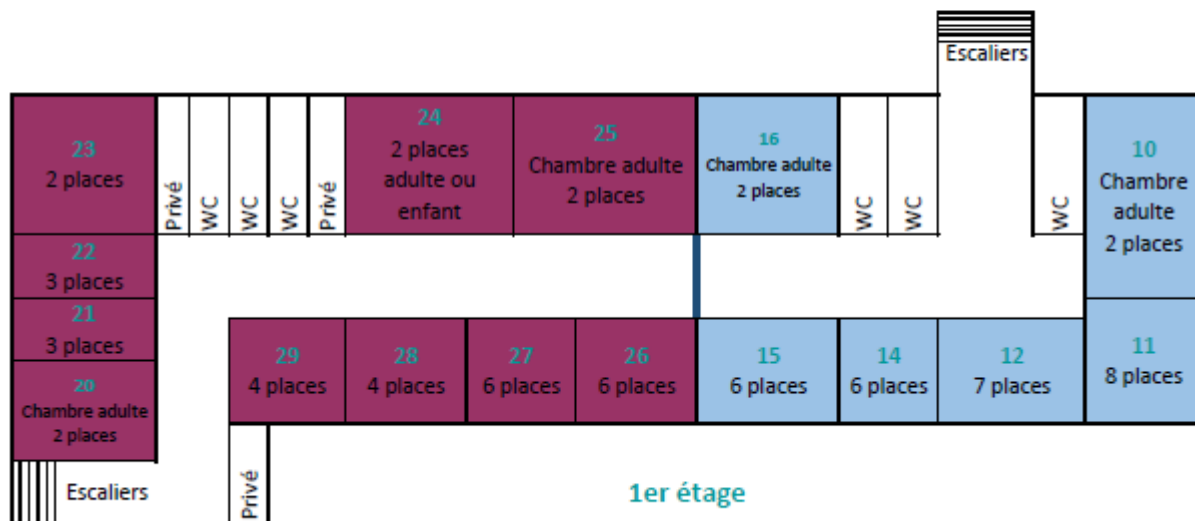 Escaliers
23
2 places
Privé
WC
WC
WC
Privé
24
2 places
adulte ou
enfant
25
Chambre adulte
2 places
16
Chambre adulte
2 places
WC
WC
WC
10
Chambre
adulte
2 places
22
3 places
21
3 places
20
Chambre adulte
2 places
29
4 places
28
4 places
27
6 places
26
6 places
15
6 places
14
6 places
12
7 places
11
8 places
Escaliers
Privé
1er étage